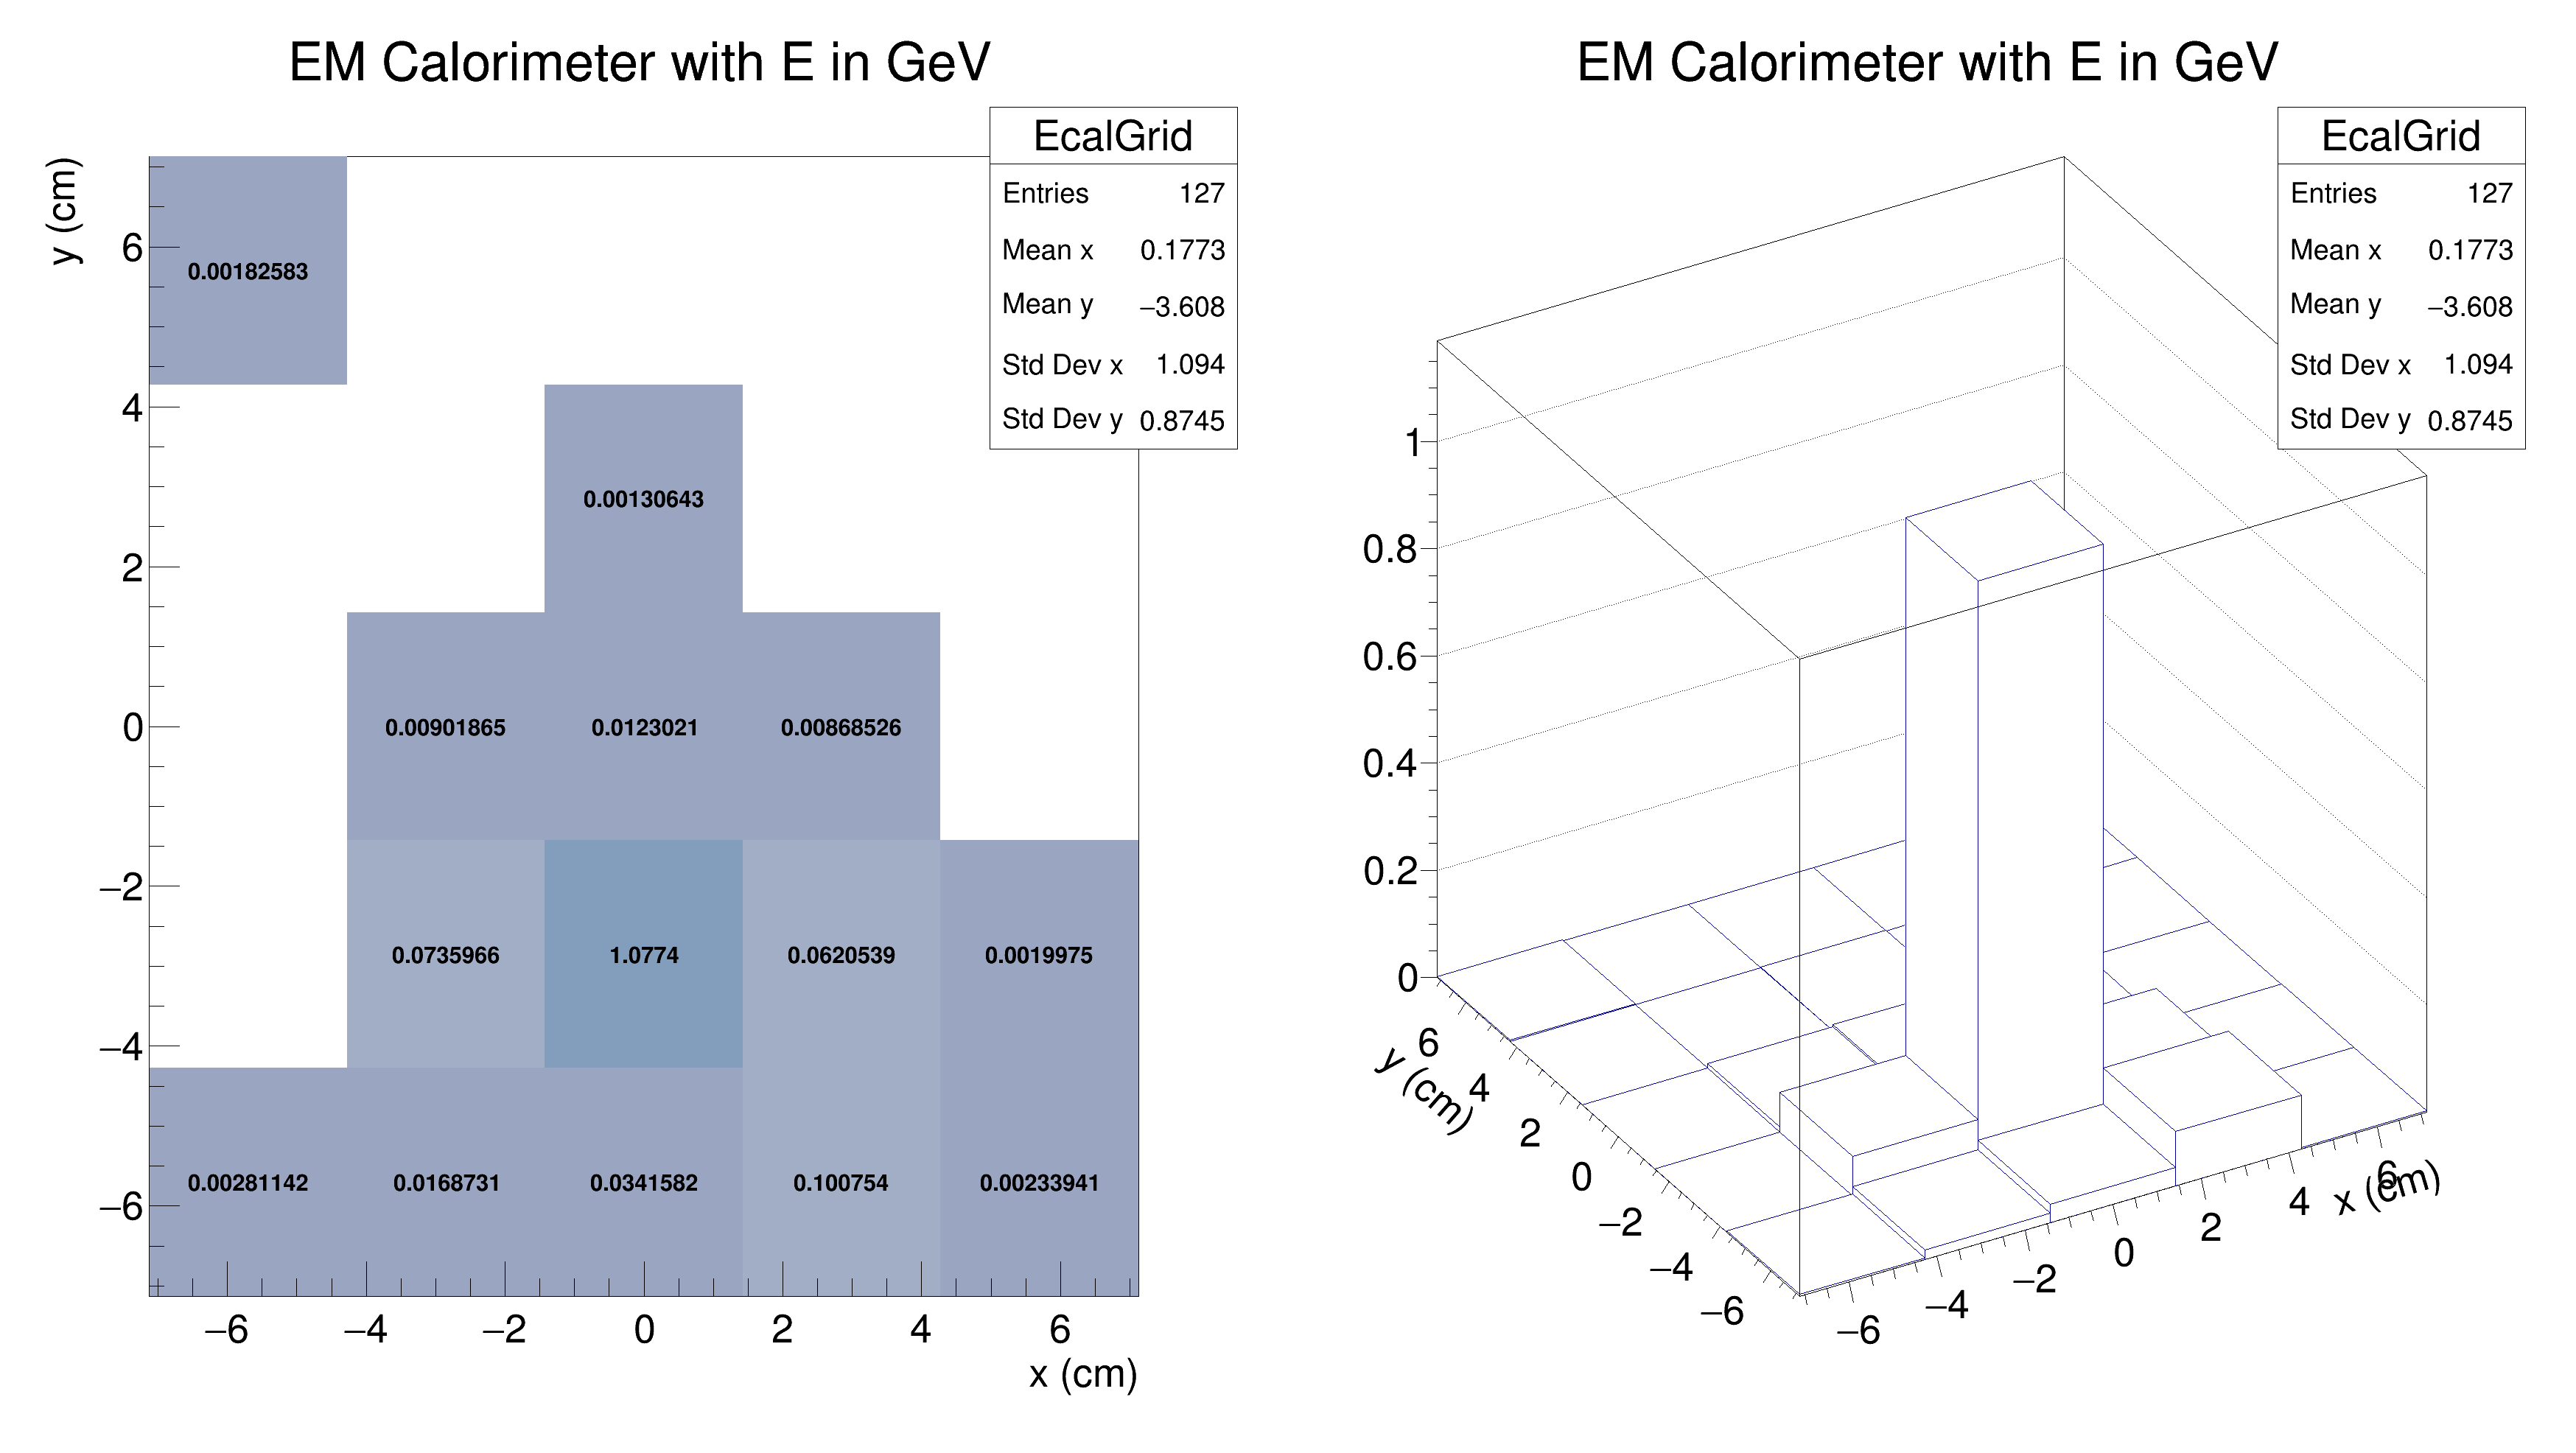 EM Calorimeter with E in GeV
EcalGrid
Entries 127
Mean x 0.1773
Mean y −3.608
Std Dev x 1.094
Std Dev y 0.8745
y (cm)
6
4
2
0
−2
−4
−6
0.00182583
0.00130643
0.00901865 0.0123021 0.00868526
0.0735966 1.0774 0.0620539 0.0019975
0.00281142 0.0168731 0.0341582 0.100754 0.00233941
−6 −4 −2 0 2 4 6
x (cm)
EM Calorimeter with E in GeV
EcalGrid
Entries 127
Mean x 0.1773
Mean y −3.608
Std Dev x 1.094
Std Dev y 0.8745
1
0.8
0.6
0.4
0.2
0
y (cm)
6
4
2
0
−2
−4
−6
−6
−4
−2
0
2
4
6
x (cm)